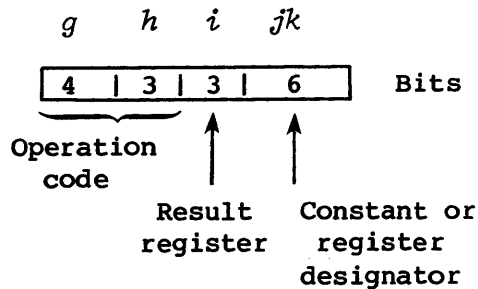 g h i jk
4 | 3 | 3 | 6 Bits
Operation
code
Result
register
Constant or
register
designator